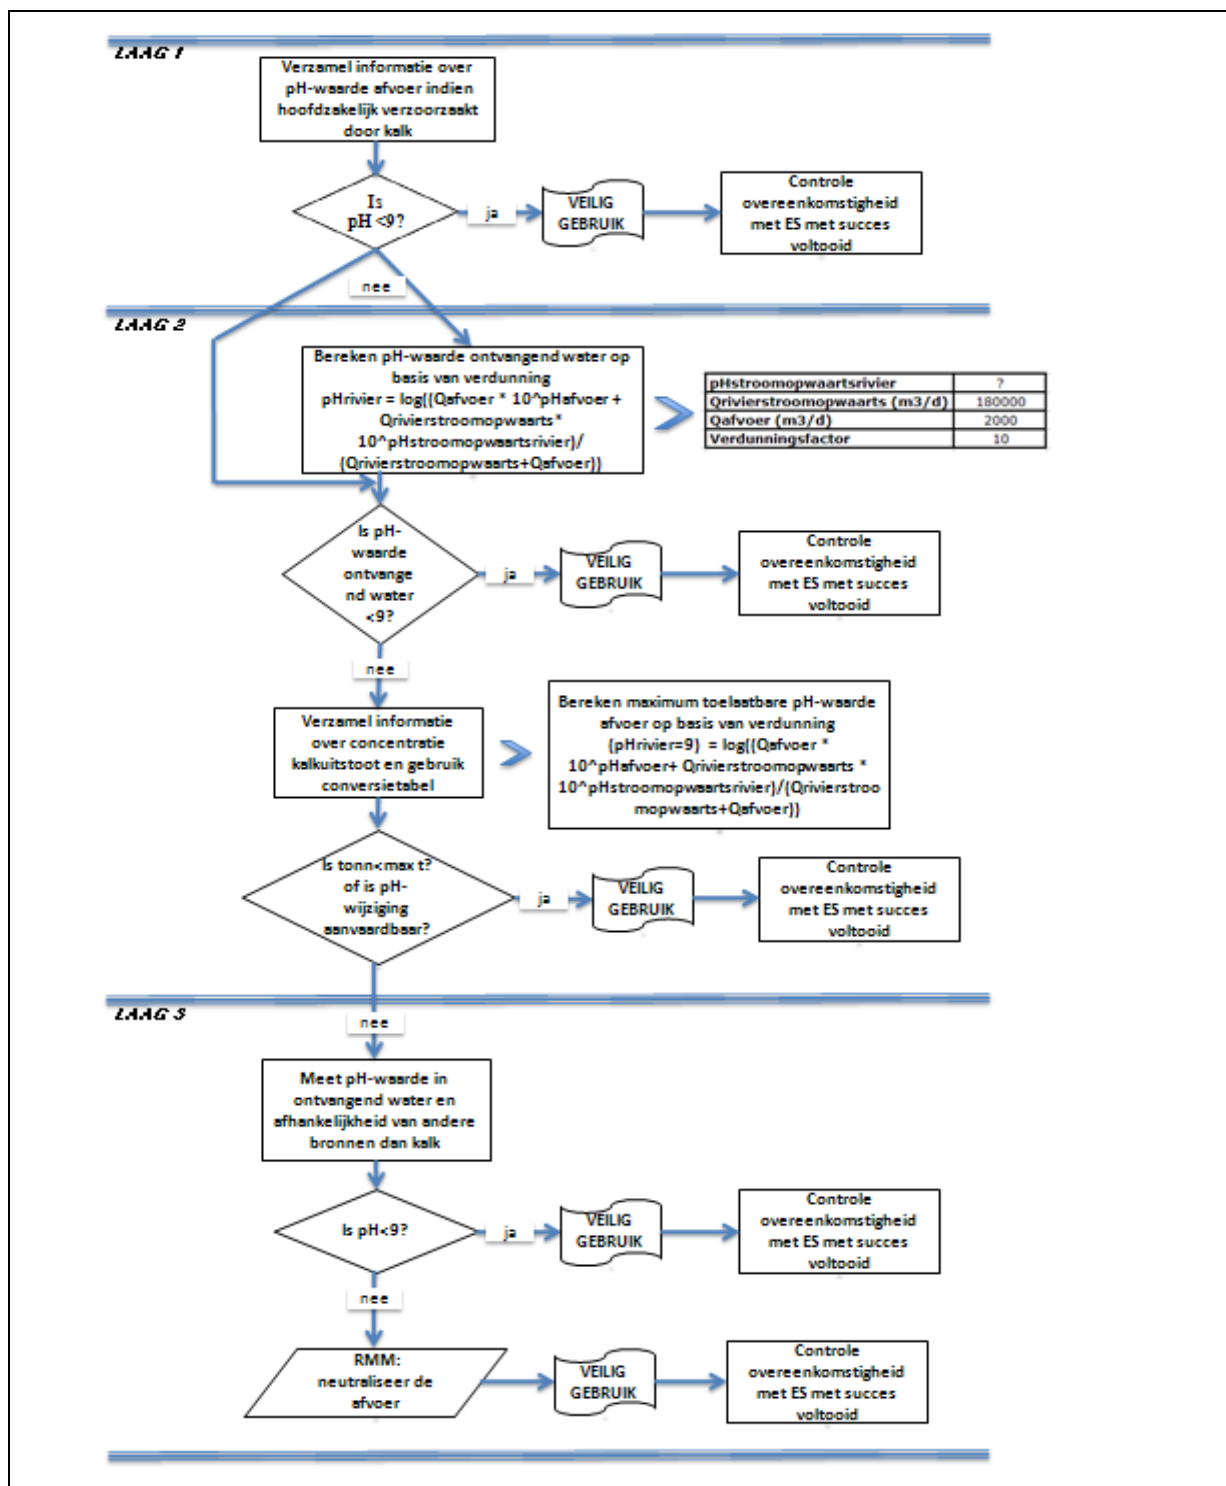 LAAG 1
Verzamel informatie over
pH-waarde afvoer indien
hoofdzakelijk verzoorzaakt
door kalk
Is
pH <9?
ja
VEILIG
GEBRUIK
Controle
overeenkomstigheid
met ES met succes
voltooid
nee
LAAG 2
Bereken pH-waarde ontvangend water op
basis van verdunning
pHrivier = log((Qafvoer * 10^pHafvoer +
Qrivierstroomopwaarts*
10^pHstroomopwaartsrivier)/
(Qrivierstroomopwaarts+Qafvoer))
pHstroomopwaartsrivier ?
Qrivierstroomopwaarts (m3/d) 180000
Qafvoer (m3/d) 2000
Verdunningsfactor 10
Is pH-
waarde
ontvange
nd water
<9?
ja
VEILIG
GEBRUIK
Controle
overeenkomstigheid
met ES met succes
voltooid
nee
Verzamel informatie
over concentratie
kalkuitstoot en gebruik
conversietabel
Bereken maximum toelaatbare pH-waarde
afvoer op basis van verdunning
(pHrivier=9) = log((Qafvoer *
10^pHafvoer+ Qrivierstroomopwaarts *
10^pHstroomopwaartsrivier)/(Qrivierstroo
mopwaarts+Qafvoer))
Is tonn<max t?
of is pH-
wijziging
aanvaardbaar?
ja
VEILIG
GEBRUIK
Controle
overeenkomstigheid
met ES met succes
voltooid
LAAG 3
nee
Meet pH-waarde in
ontvangend water en
afhankelijkheid van andere
bronnen dan kalk
Is pH<9?
ja
VEILIG
GEBRUIK
Controle
overeenkomstigheid
met ES met succes
voltooid
nee
RMM:
neutraliseer de
afvoer
VEILIG
GEBRUIK
Controle
overeenkomstigheid
met ES met succes
voltooid